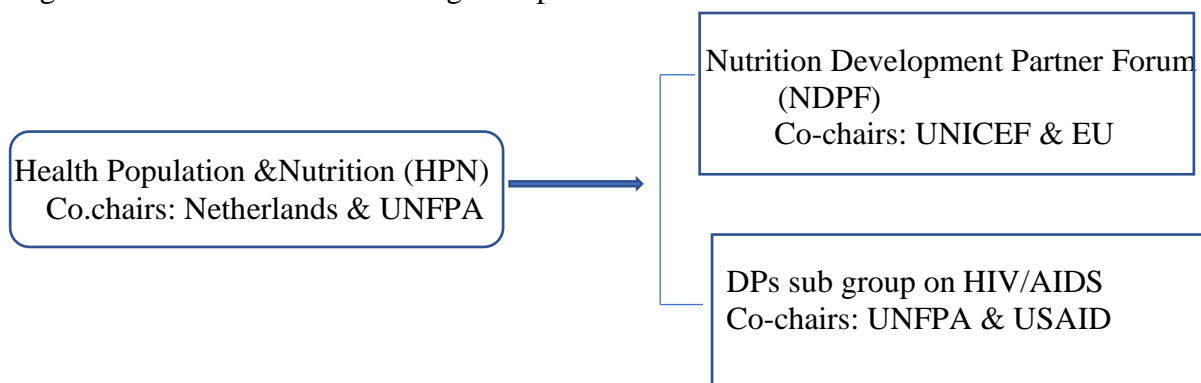 Health Population &Nutrition (HPN)
Co.chairs: Netherlands & UNFPA
Nutrition Development Partner Forum
(NDPF)
Co-chairs: UNICEF & EU
DPs sub group on HIV/AIDS
Co-chairs: UNFPA & USAID